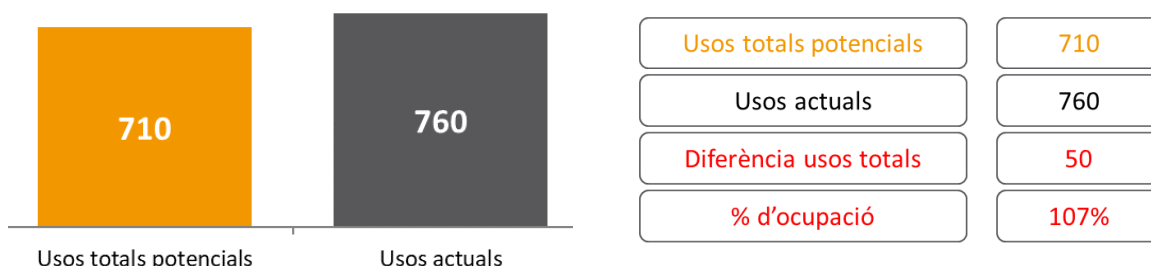 710
760
Usos totals potencials
Usos actuals
Usos totals potencials 710
Usos actuals 760
Diferència usos totals 50
% d’ocupació 107%